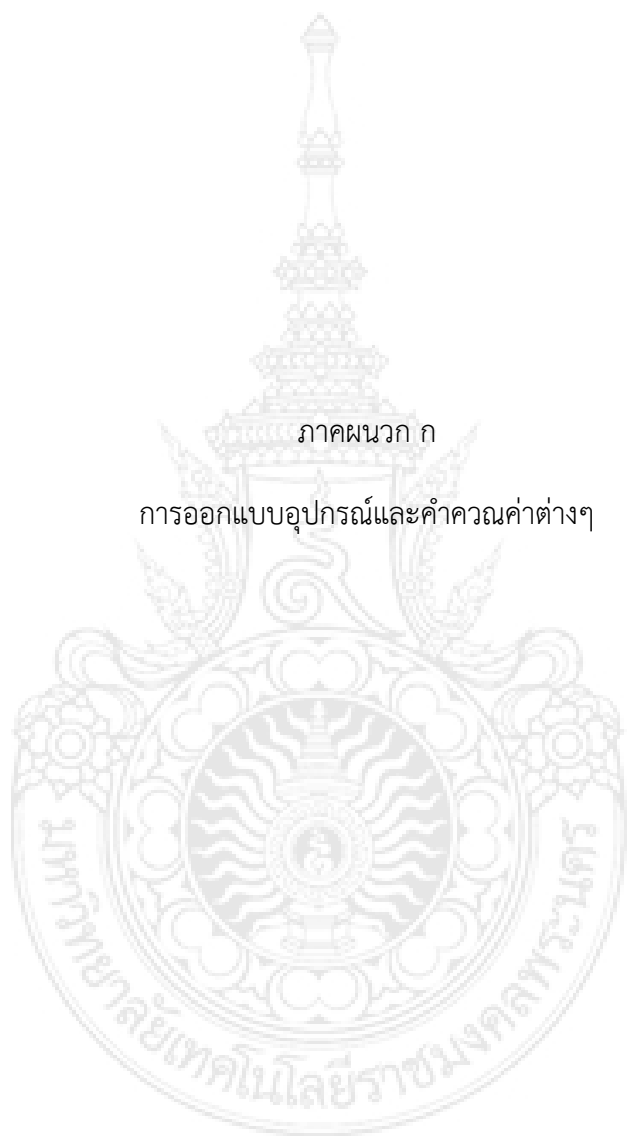 ภาคผนวก ก
การออกแบบอุปกรณ์และคำควณค่าต่างๆ
มหาวิทยาลัยเทคโนโลยีราชมงคลพระนคร